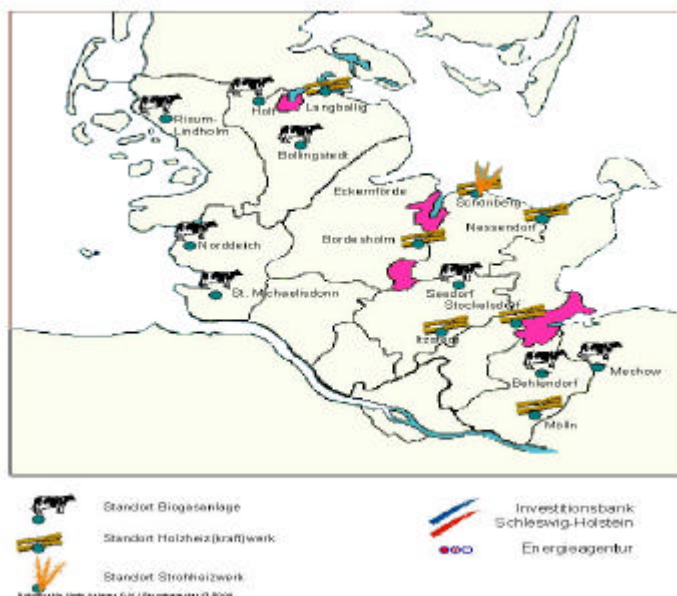 Holt
Langballig
Risum-
Lindholm
Bollingstedt
Eckernförde
Schönberg
Nessendorf
Bordesholm
Norddeich
St. Michaelisdonn
Seedorf
Stockelsdorf
Itzstedt
Behlendorf
Mechow
Mölln
Standort Biogasanlage
Standort Holzheiz(kraft)werk
Standort Strohheizwerk
Investitionsbank
Schleswig-Holstein
Energieagentur